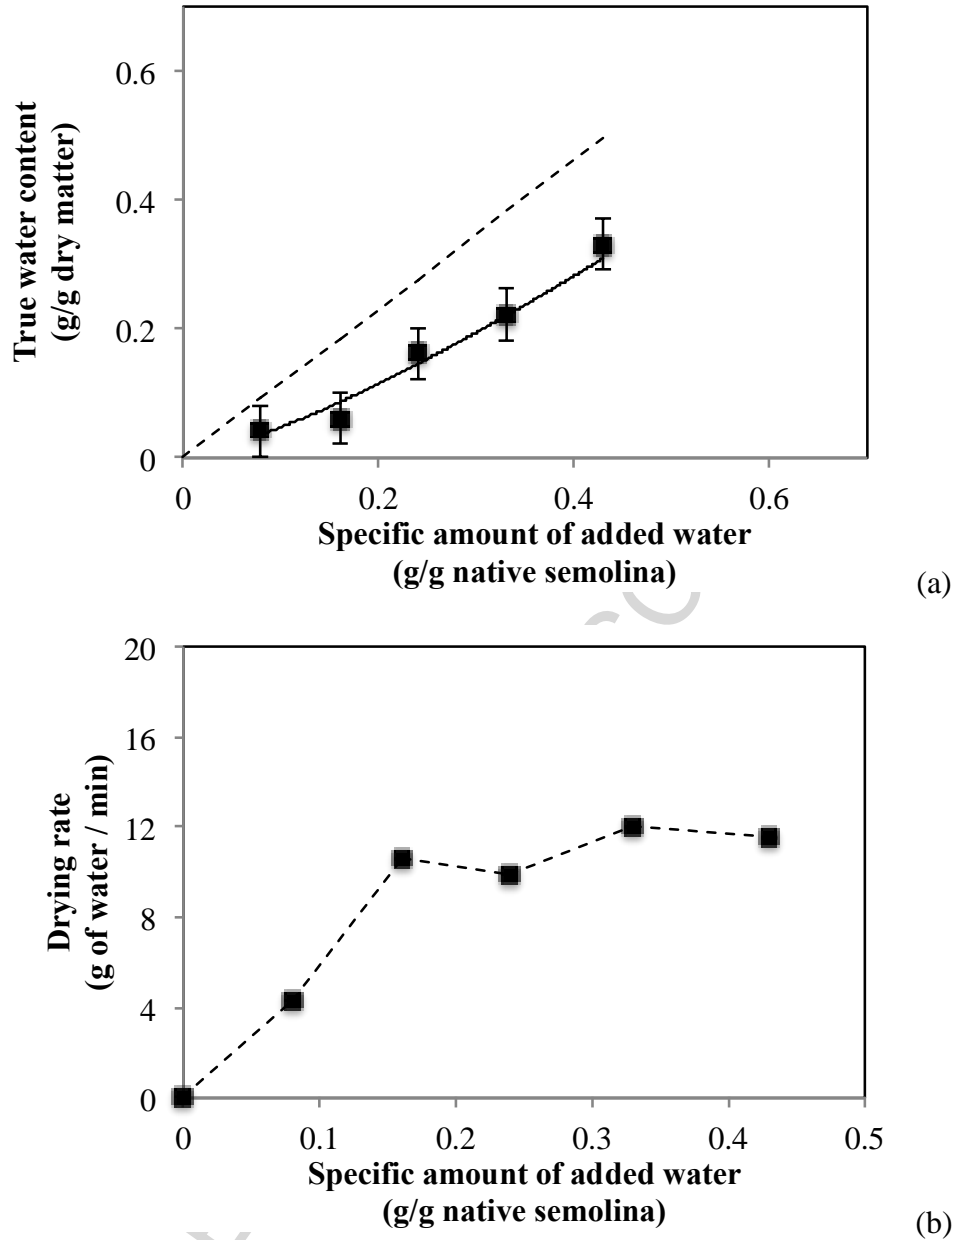 0.6
0.4
0.2
0
True water content
(g/g dry matter)
0 0.2 0.4 0.6
Specific amount of added water
(g/g native semolina)
(a)
20
16
12
8
4
0
Drying rate
(g of water / min)
0 0.1 0.2 0.3 0.4 0.5
Specific amount of added water
(g/g native semolina)
(b)